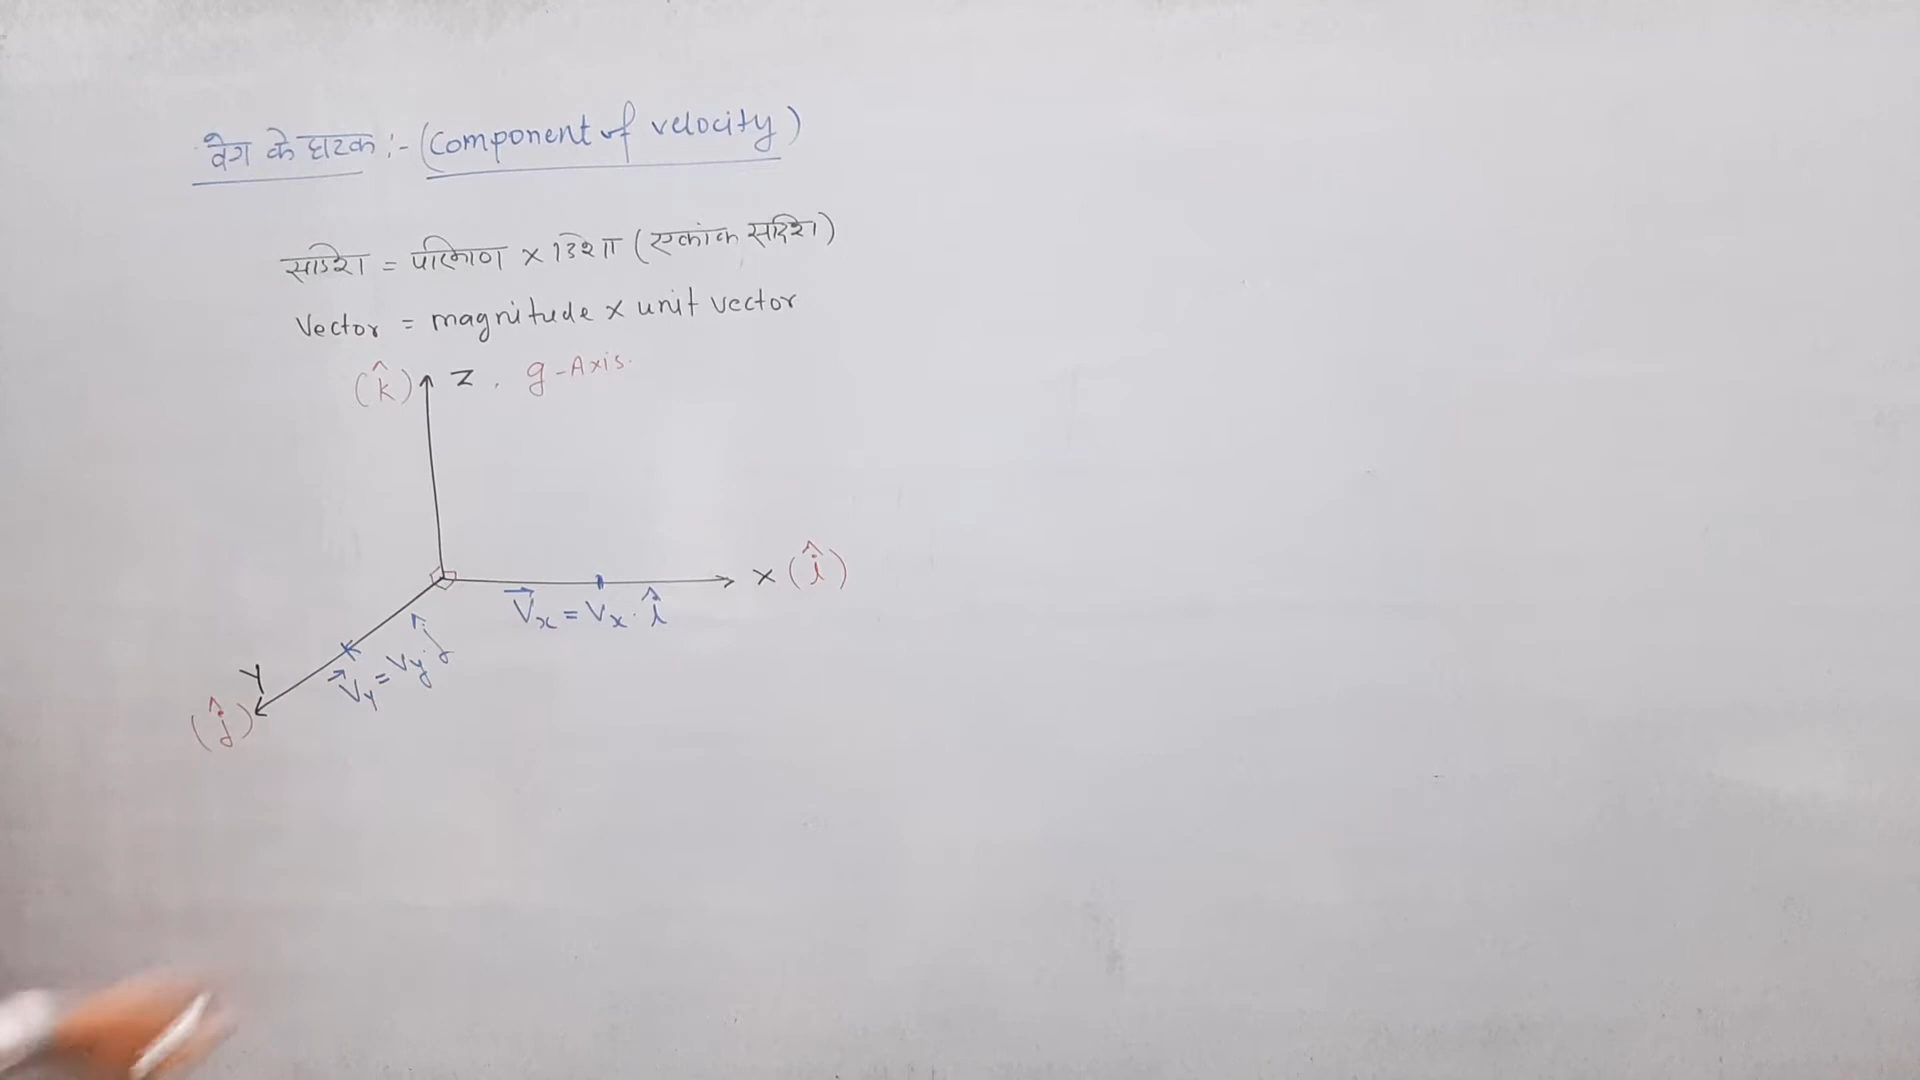 वेग के घटक :- (Component of velocity)
सदिश = परिमाण × दिशा (एकांक सदिश)
Vector = magnitude × unit vector
(k̂) Z . g-Axis.
X (î)
V⃗x = Vx . î
V⃗y = Vy . ĵ
Y
(ĵ)